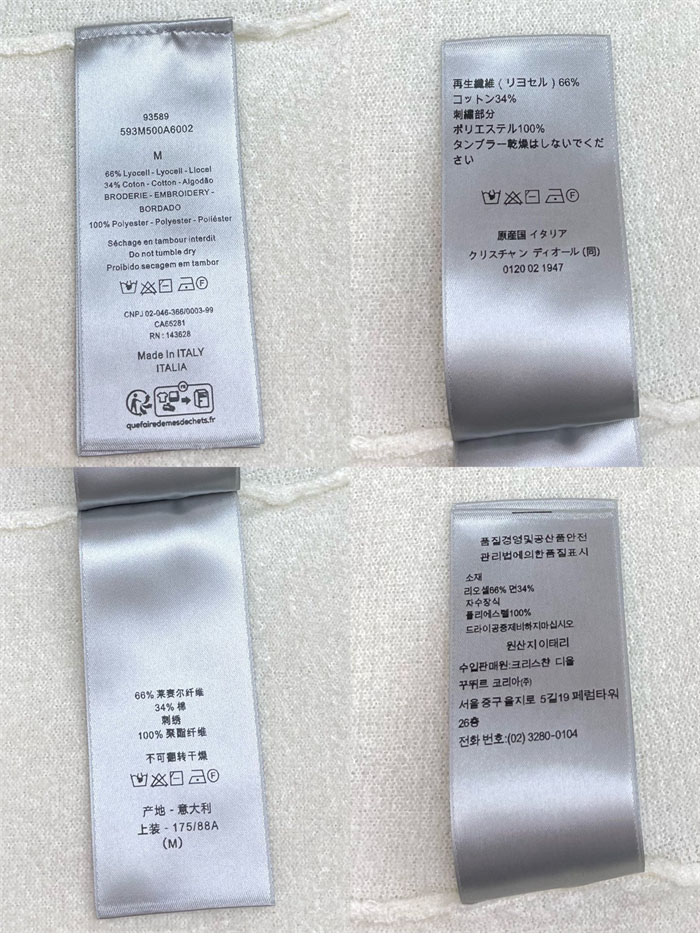 93589
593M500A6002
M
66% Lyocell - Lyocell - Llocel
34% Coton - Cotton - Algodão
BRODERIE - EMBROIDERY -
BORDADO
100% Polyester - Polyester - Poliéster
Séchage en tambour interdit
Do not tumble dry
Proibido sacagem em tambor
CNPJ 02-046-366/0003-99
CA65281
RN : 143628
Made In ITALY
ITALIA
FR
quefairedemesdechets.fr
再生繊維 ( リヨセル ) 66%
コットン34%
刺繍部分
ポリエステル100%
タンブラー乾燥はしないでくだ
さい
原産国 イタリア
クリスチャン ディオール (同)
0120 02 1947
66% 莱赛尔纤维
34% 棉
刺绣
100% 聚酯纤维
不可翻转干燥
产地 - 意大利
上装 - 175/88A
(M)
품질경영및공산품안전
관리법에의한품질표시
소재
리오셀66% 면34%
자수장식
폴리에스텔100%
드라이공증제비하지마십시오
원산지이태리
수입판매원:크리스챤 디올
꾸뛰르 코리아(주)
서울 중구 을지로 5길19 페럼타워
26층
전화 번호:(02) 3280-0104